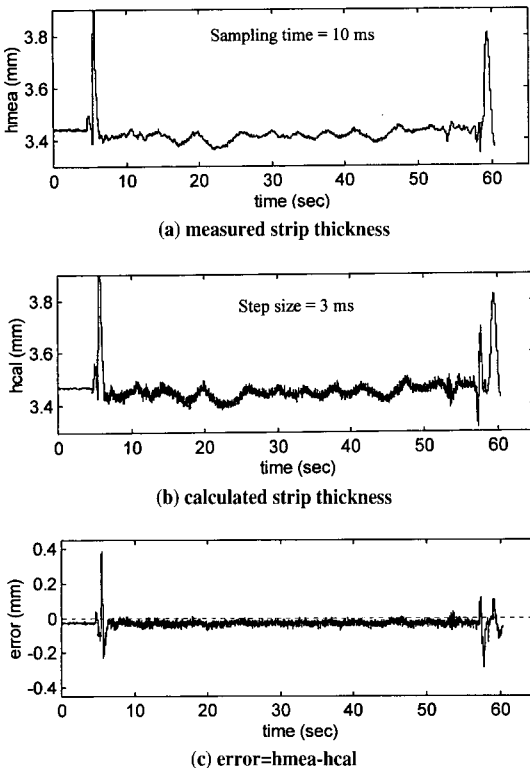 3.8
3.6
3.4
hmea (mm)
Sampling time = 10 ms
0 10 20 30 40 50 60
time (sec)
(a) measured strip thickness
3.8
3.6
3.4
hcal (mm)
Step size = 3 ms
0 10 20 30 40 50 60
time (sec)
(b) calculated strip thickness
0.4
0.2
0
-0.2
-0.4
error (mm)
0 10 20 30 40 50 60
time (sec)
(c) error=hmea-hcal